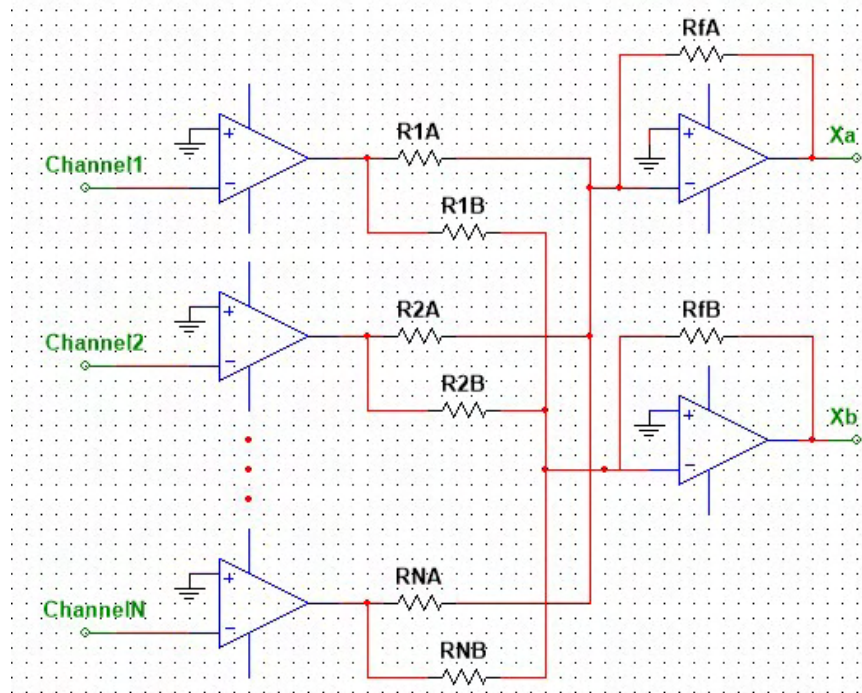 RfA
R1A
Channel1
Xa
R1B
R2A
RfB
Channel2
R2B
Xb
RNA
ChannelN
RNB